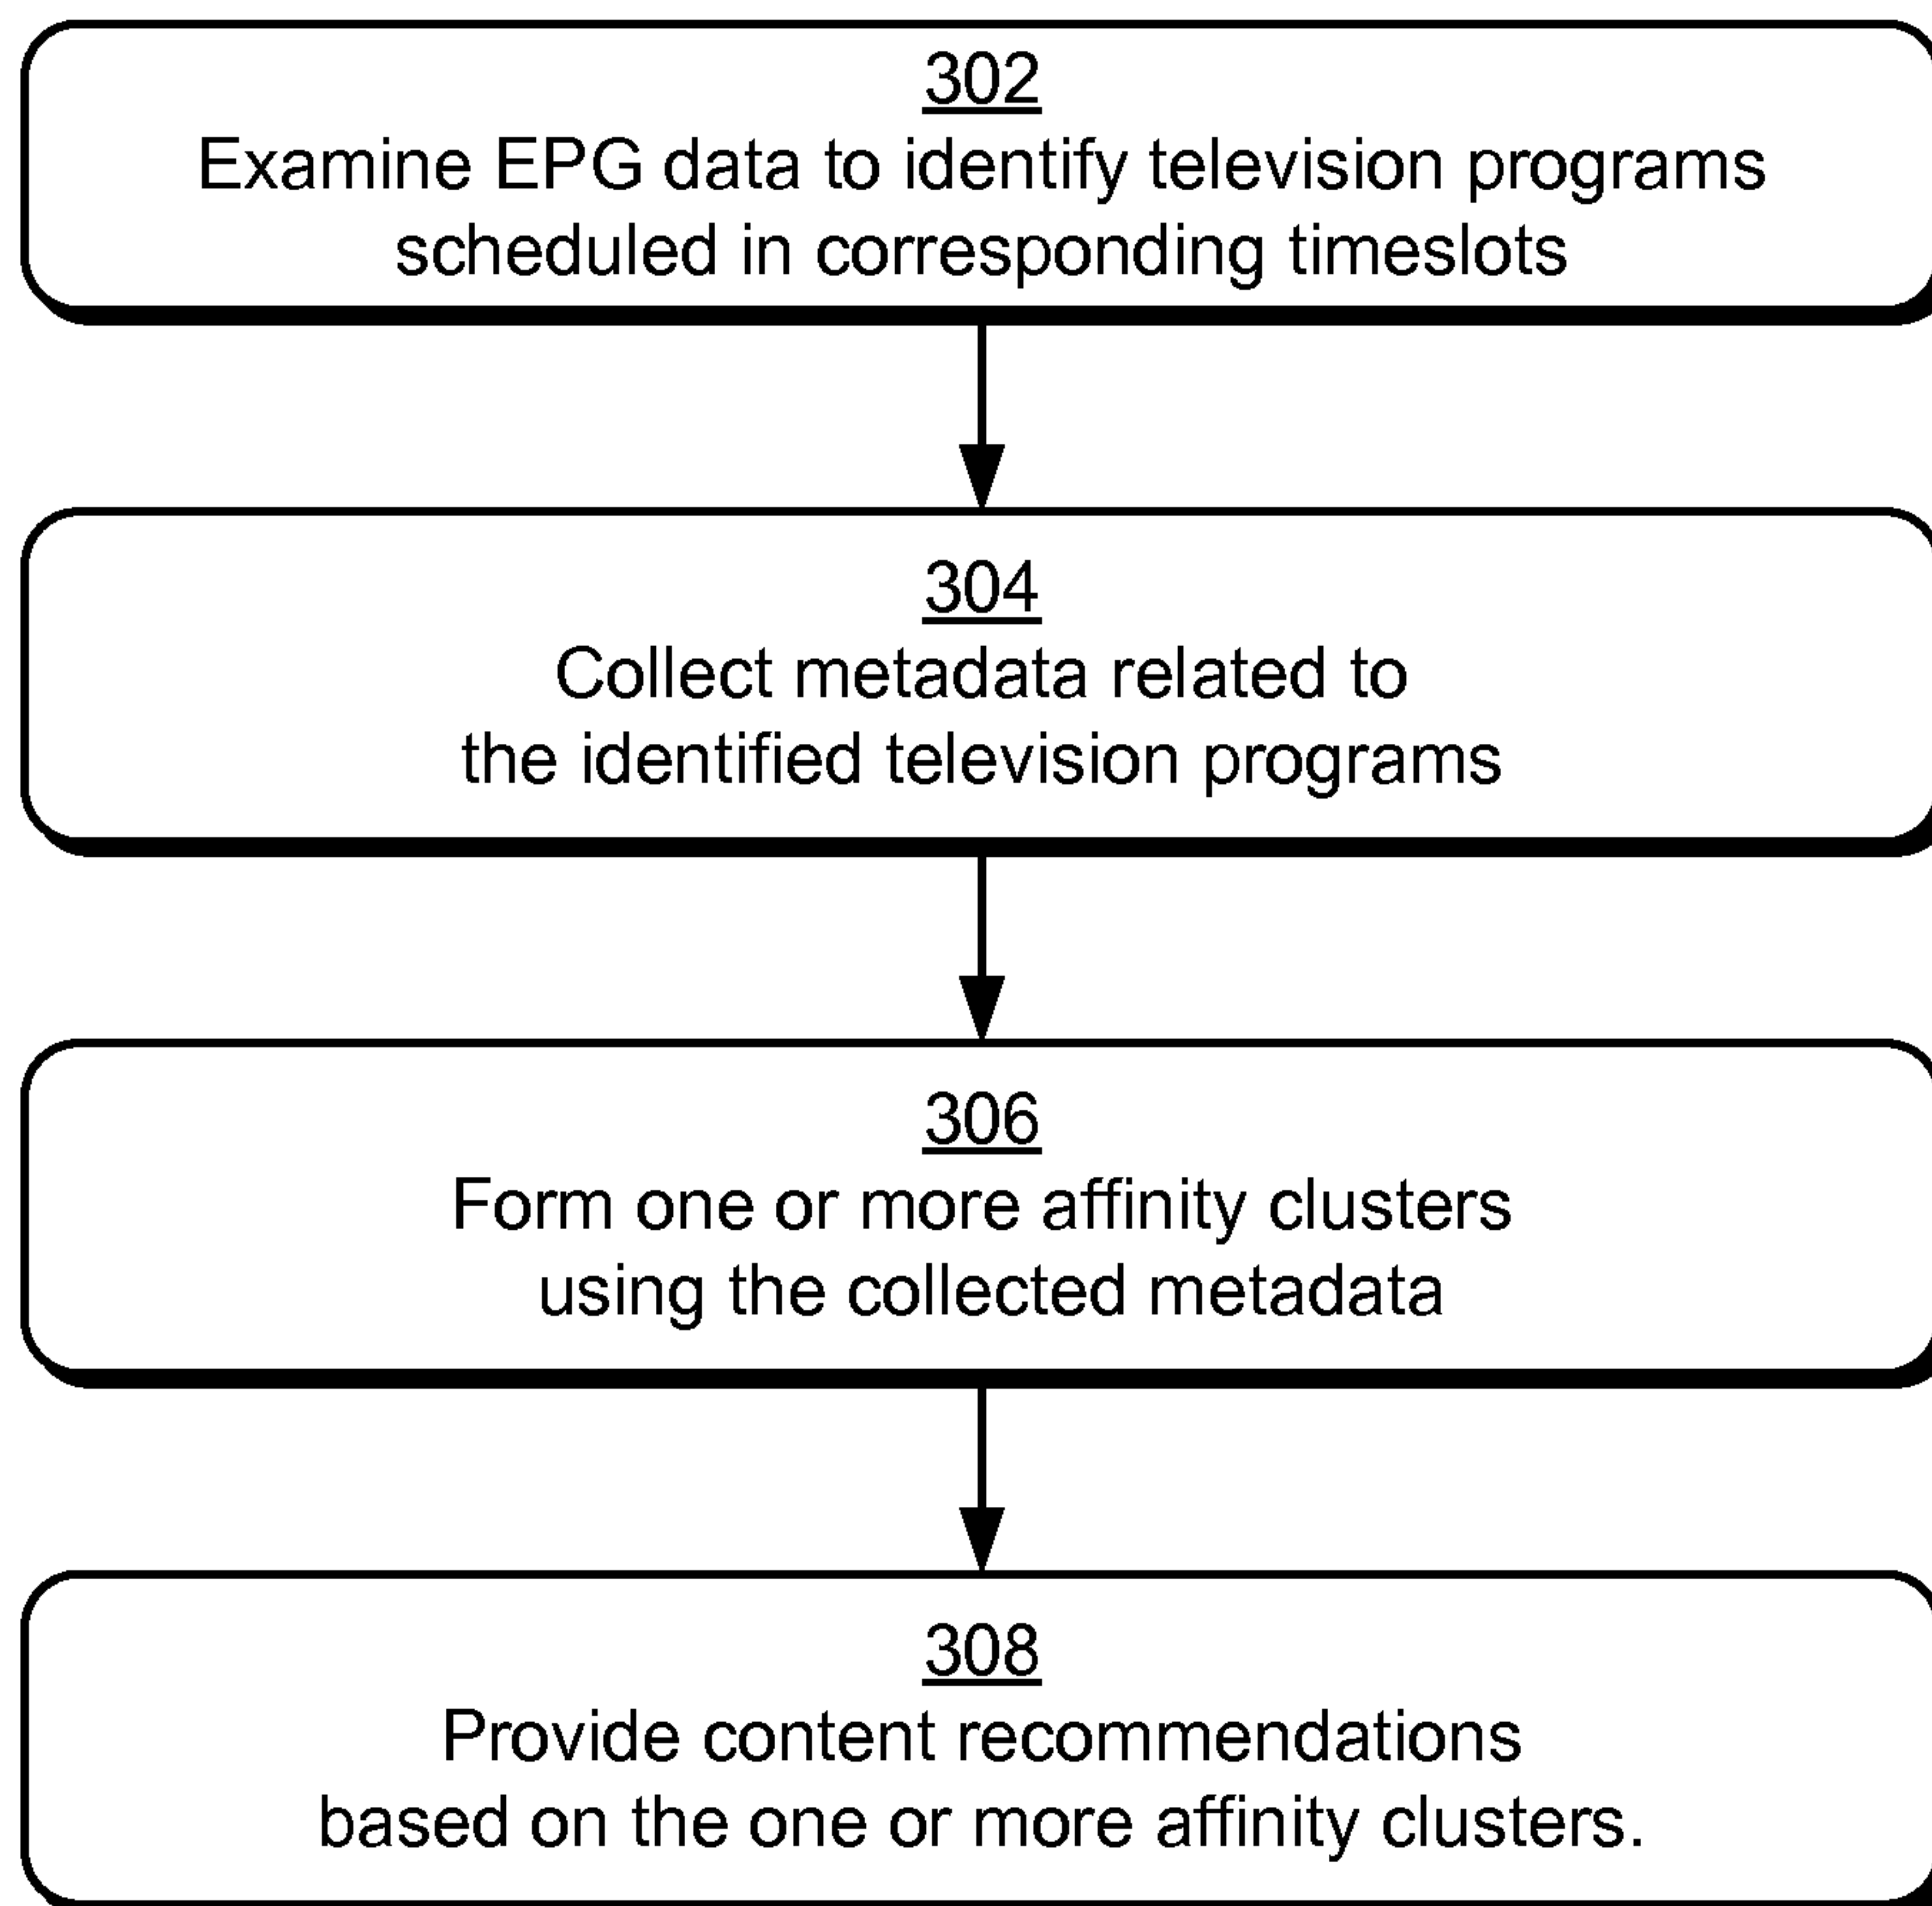 302
Examine EPG data to identify television programs
scheduled in corresponding timeslots
304
Collect metadata related to
the identified television programs
306
Form one or more affinity clusters
using the collected metadata
308
Provide content recommendations
based on the one or more affinity clusters.